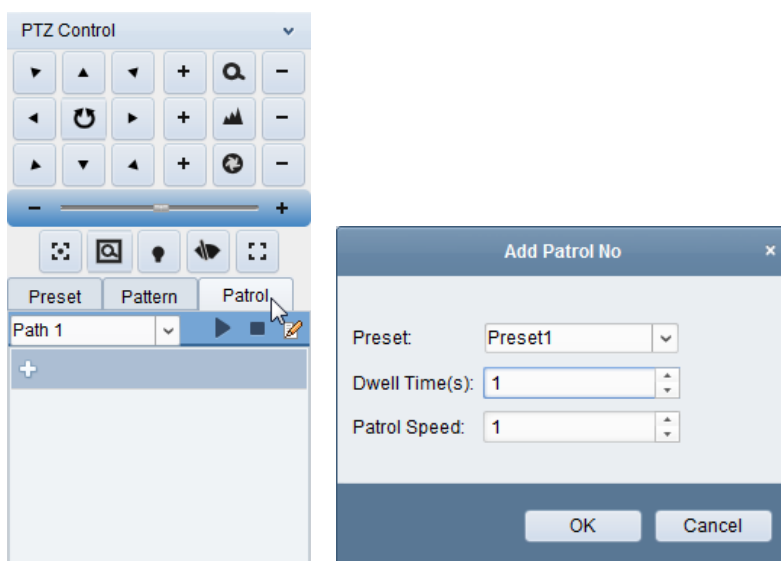 PTZ Control
Preset Pattern Patrol
Path 1
Add Patrol No
Preset: Preset1
Dwell Time(s): 1
Patrol Speed: 1
OK Cancel